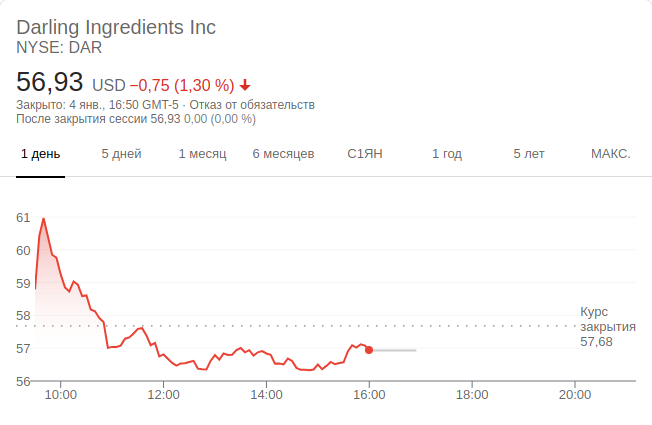 Darling Ingredients Inc
NYSE: DAR
56,93 USD −0,75 (1,30 %)
Закрыто: 4 янв., 16:50 GMT-5 · Отказ от обязательств
После закрытия сессии 56,93 0,00 (0,00 %)
1 день 5 дней 1 месяц 6 месяцев С1ЯН 1 год 5 лет МАКС.
61
60
59
58
Курс
закрытия
57,68
57
56
10:00 12:00 14:00 16:00 18:00 20:00